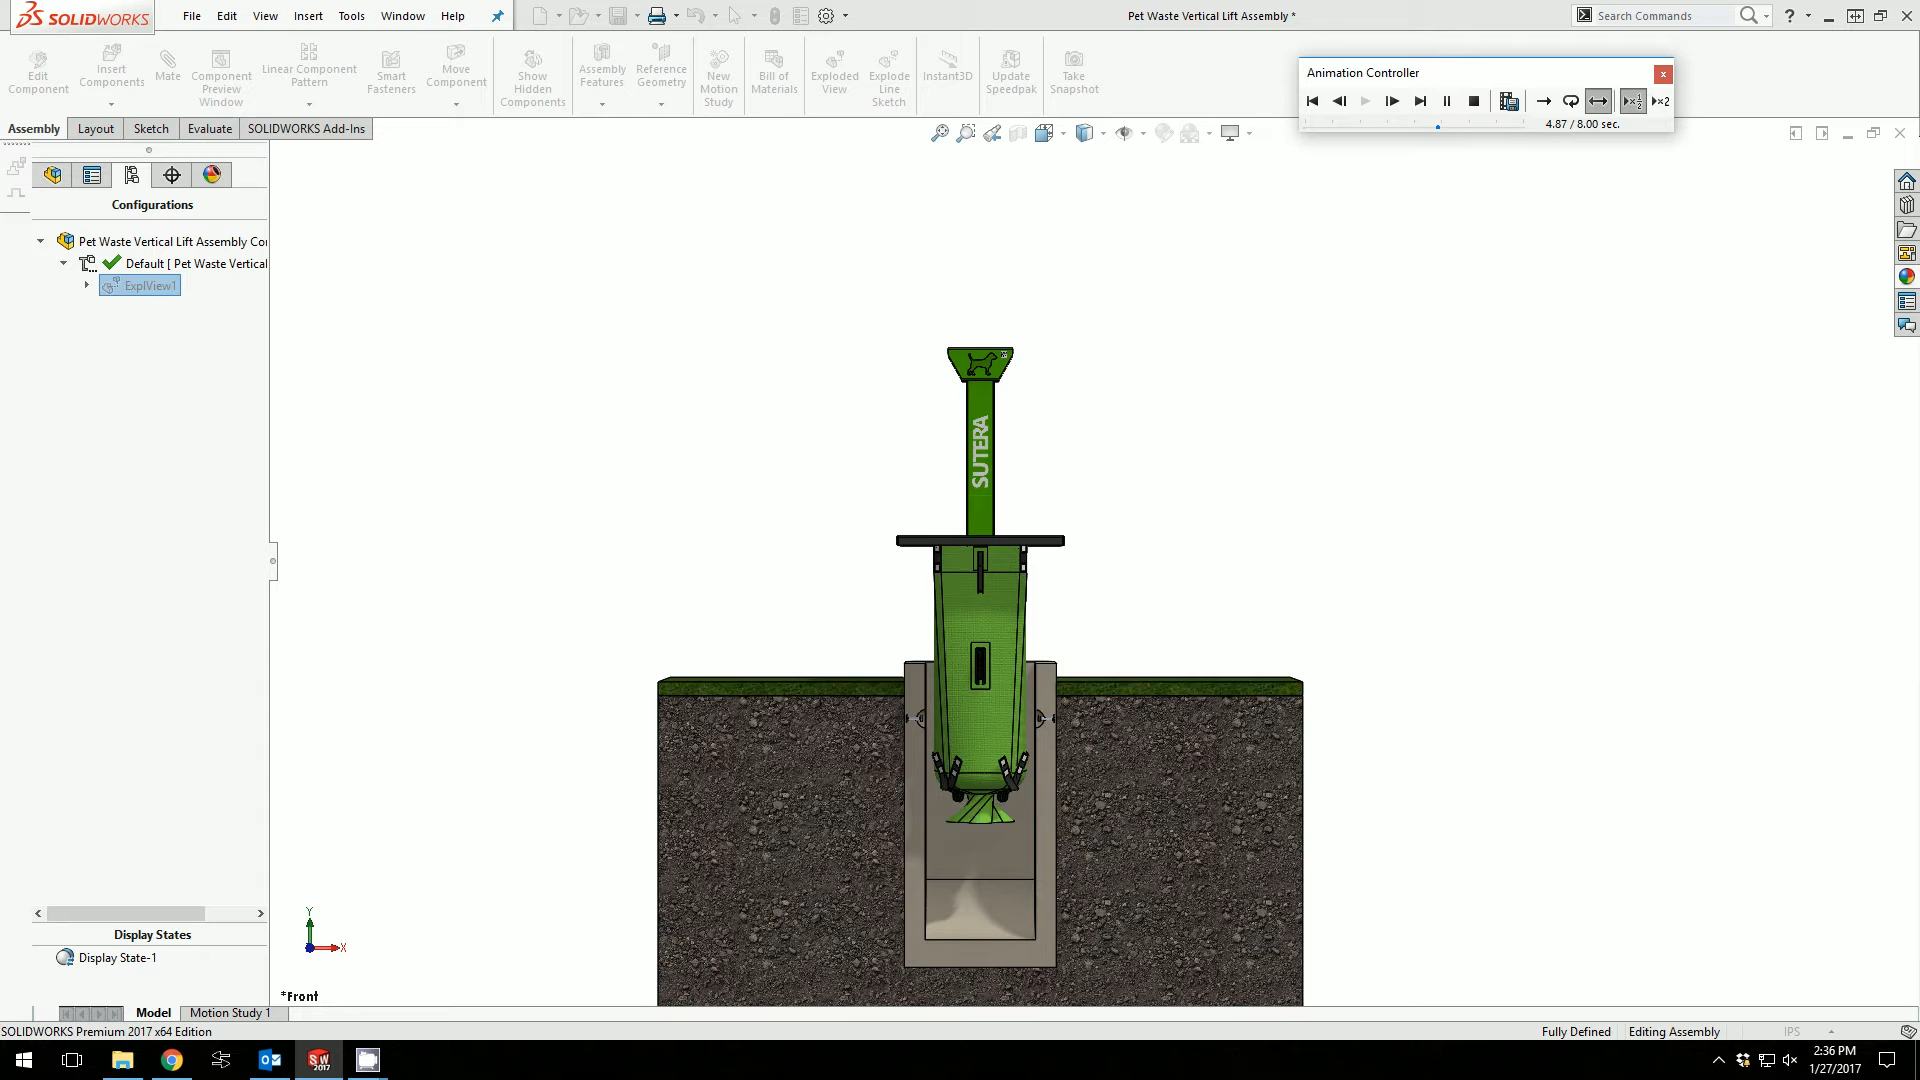 SOLIDWORKS
File Edit View Insert Tools Window Help
Pet Waste Vertical Lift Assembly *
Search Commands
Edit Component
Insert Components
Mate
Component Preview Window
Linear Component Pattern
Smart Fasteners
Move Component
Show Hidden Components
Assembly Features
Reference Geometry
New Motion Study
Bill of Materials
Exploded View
Explode Line Sketch
Instant3D
Update Speedpak
Take Snapshot
Animation Controller
4.87 / 8.00 sec.
Assembly Layout Sketch Evaluate SOLIDWORKS Add-Ins
Configurations
Pet Waste Vertical Lift Assembly Co
Default [ Pet Waste Vertical
ExplView1
SUTERA
Display States
Display State-1
Y
X
*Front
Model Motion Study 1
SOLIDWORKS Premium 2017 x64 Edition
Fully Defined Editing Assembly IPS
SW 2017
2:36 PM
1/27/2017